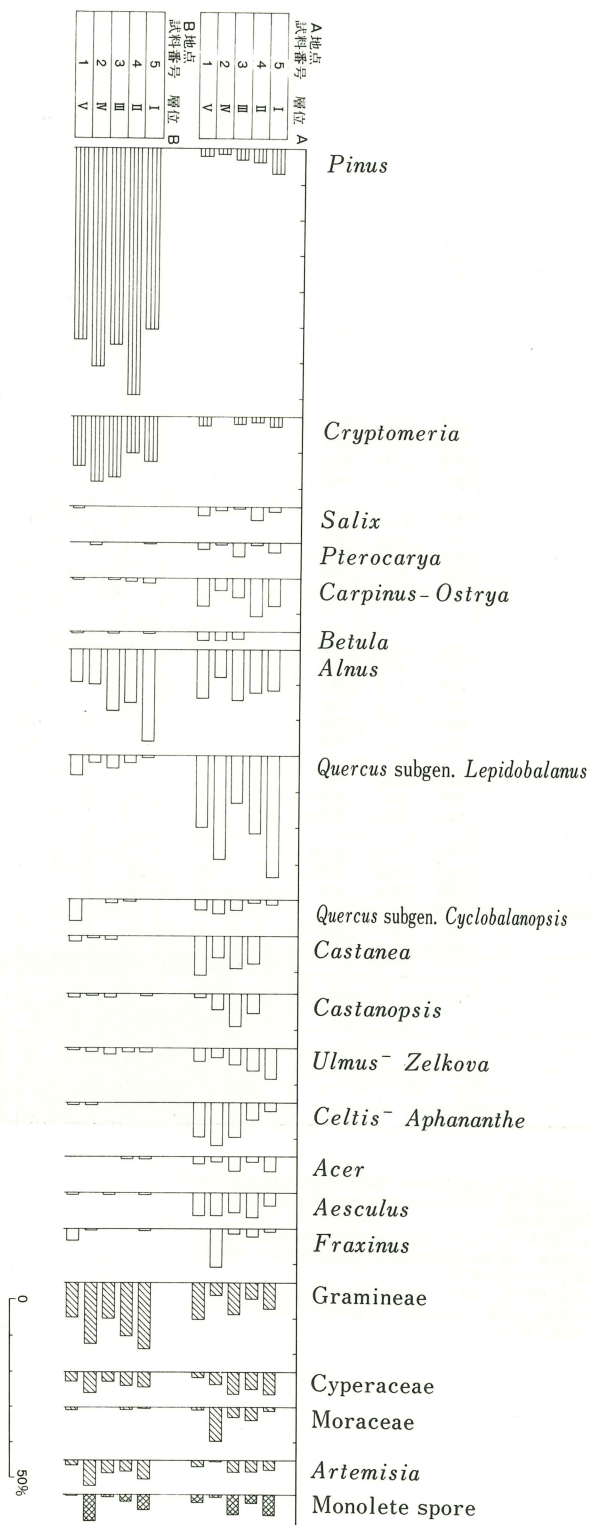 A地点
試料番号 層位
5 I
4 II
3 III
2 IV
1 V
A
B地点
試料番号 層位
5 I
4 II
3 III
2 IV
1 V
B
Pinus
Cryptomeria
Salix
Pterocarya
Carpinus-Ostrya
Betula
Alnus
Quercus subgen. Lepidobalanus
Quercus subgen. Cyclobalanopsis
Castanea
Castanopsis
Ulmus- Zelkova
Celtis- Aphananthe
Acer
Aesculus
Fraxinus
Gramineae
Cyperaceae
Moraceae
Artemisia
Monolete spore
0
50%